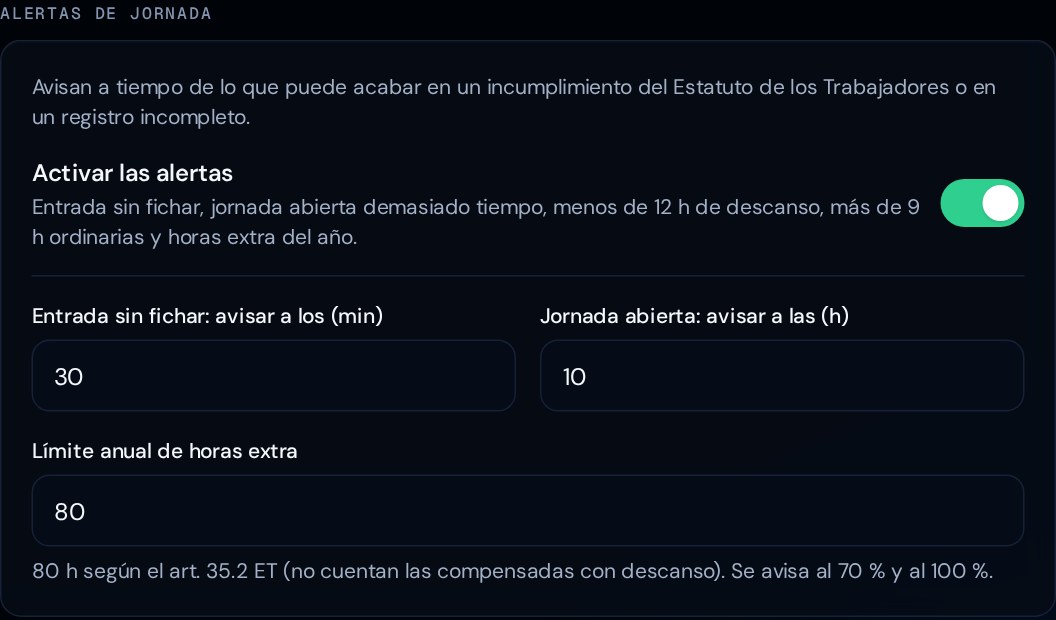 ALERTAS DE JORNADA
Avisan a tiempo de lo que puede acabar en un incumplimiento del Estatuto de los Trabajadores o en
un registro incompleto.
Activar las alertas
Entrada sin fichar, jornada abierta demasiado tiempo, menos de 12 h de descanso, más de 9
h ordinarias y horas extra del año.
Entrada sin fichar: avisar a los (min)
Jornada abierta: avisar a las (h)
30
10
Límite anual de horas extra
80
80 h según el art. 35.2 ET (no cuentan las compensadas con descanso). Se avisa al 70 % y al 100 %.